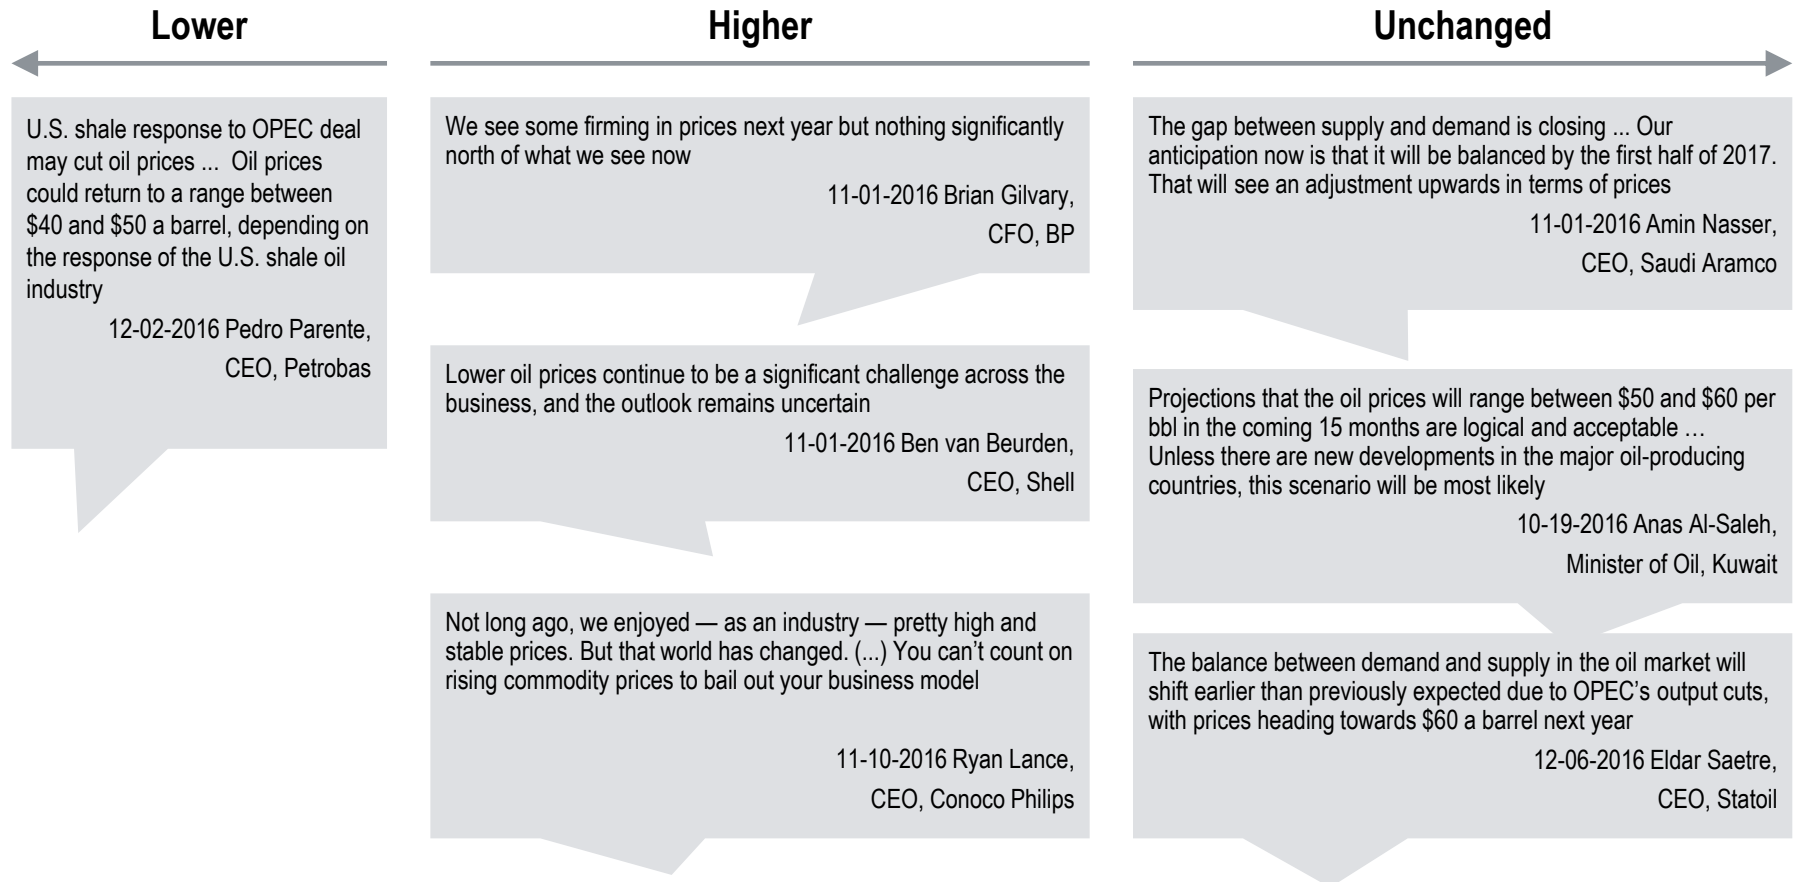 Lower
U.S. shale response to OPEC deal
may cut oil prices ... Oil prices
could return to a range between
$40 and $50 a barrel, depending on
the response of the U.S. shale oil
industry
12-02-2016 Pedro Parente,
CEO, Petrobas
Higher
We see some firming in prices next year but nothing significantly
north of what we see now
11-01-2016 Brian Gilvary,
CFO, BP
Lower oil prices continue to be a significant challenge across the
business, and the outlook remains uncertain
11-01-2016 Ben van Beurden,
CEO, Shell
Not long ago, we enjoyed — as an industry — pretty high and
stable prices. But that world has changed. (...) You can’t count on
rising commodity prices to bail out your business model
11-10-2016 Ryan Lance,
CEO, Conoco Philips
Unchanged
The gap between supply and demand is closing ... Our
anticipation now is that it will be balanced by the first half of 2017.
That will see an adjustment upwards in terms of prices
11-01-2016 Amin Nasser,
CEO, Saudi Aramco
Projections that the oil prices will range between $50 and $60 per
bbl in the coming 15 months are logical and acceptable …
Unless there are new developments in the major oil-producing
countries, this scenario will be most likely
10-19-2016 Anas Al-Saleh,
Minister of Oil, Kuwait
The balance between demand and supply in the oil market will
shift earlier than previously expected due to OPEC’s output cuts,
with prices heading towards $60 a barrel next year
12-06-2016 Eldar Saetre,
CEO, Statoil